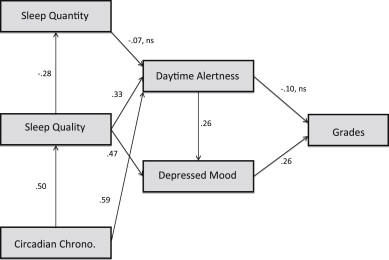 Sleep Quantity
-.07, ns
Daytime Alertness
-.28
.33
-.10, ns
Sleep Quality
.26
Grades
.47
Depressed Mood
.26
.50
.59
Circadian Chrono.